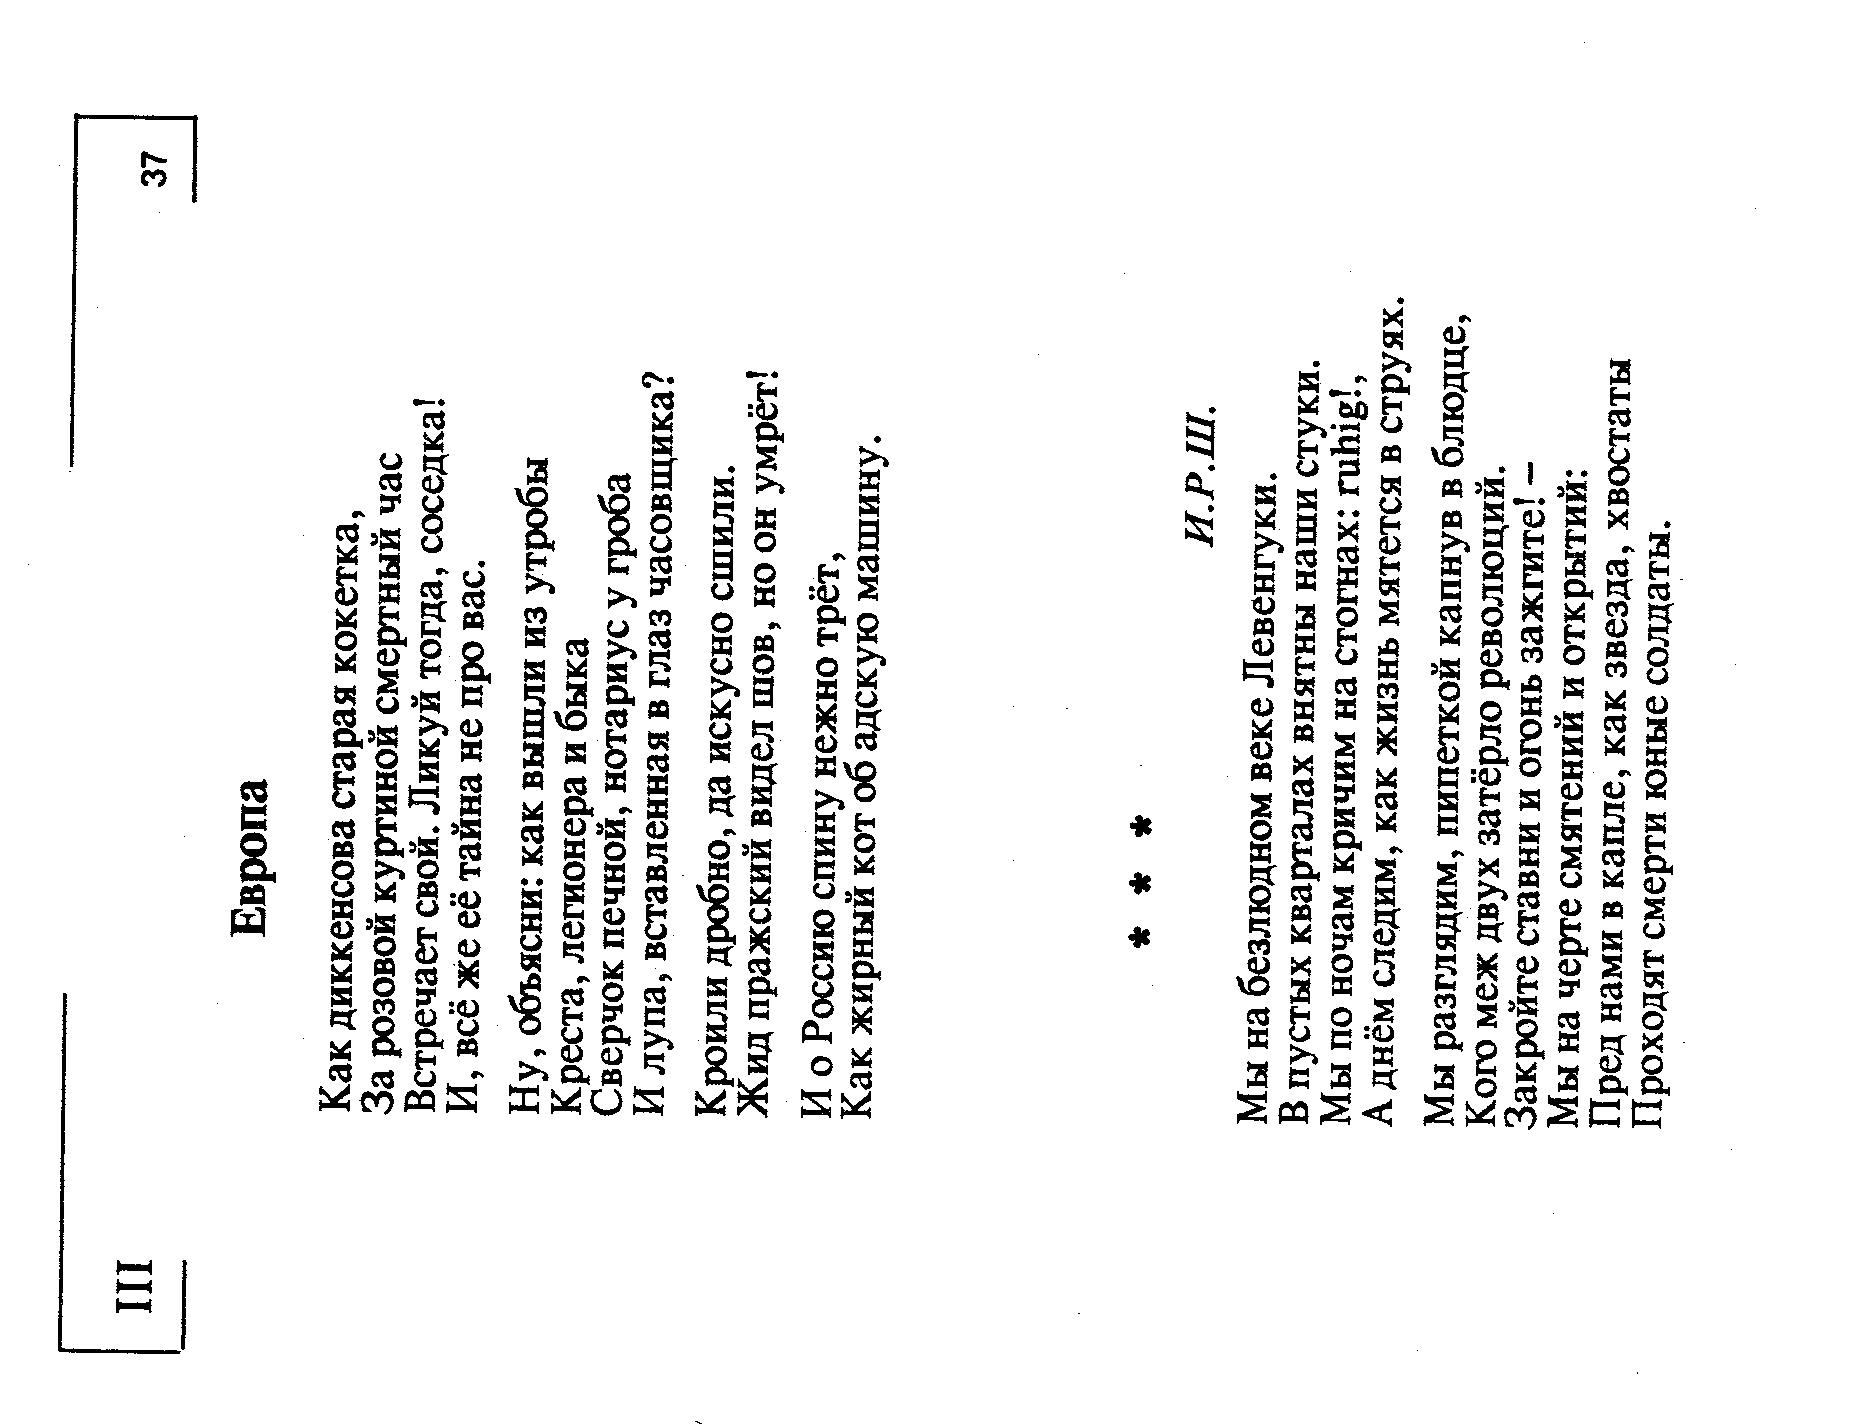 III
37
Европа
Как диккенсова старая кокетка,
За розовой куртиной смертный час
Встречает свой. Ликуй тогда, соседка!
И, всё же её тайна не про вас.
Ну, объясни: как вышли из утробы
Креста, легионера и быка
Сверчок печной, нотариус у гроба
И лупа, вставленная в глаз часовщика?
Кроили дробно, да искусно сшили.
Жид пражский видел шов, но он умрёт!
И о Россию спину нежно трёт,
Как жирный кот об адскую машину.
* * *
И.Р.Ш.
Мы на безлюдном веке Левенгуки.
В пустых кварталах внятны наши стуки.
Мы по ночам кричим на стогнах: ruhig!,
А днём следим, как жизнь мятется в струях.
Мы разглядим, пипеткой капнув в блюдце,
Кого меж двух затёрло революций.
Закройте ставни и огонь зажгите! –
Мы на черте смятений и открытий:
Пред нами в капле, как звезда, хвостаты
Проходят смерти юные солдаты.